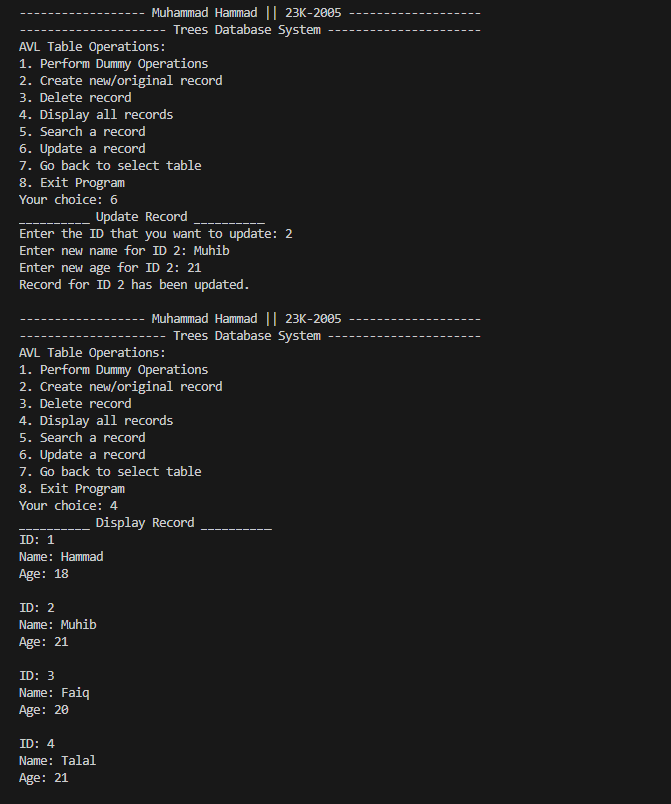 ------------------ Muhammad Hammad || 23K-2005 -------------------
--------------------- Trees Database System ----------------------
AVL Table Operations:
1. Perform Dummy Operations
2. Create new/original record
3. Delete record
4. Display all records
5. Search a record
6. Update a record
7. Go back to select table
8. Exit Program
Your choice: 6
__________ Update Record __________
Enter the ID that you want to update: 2
Enter new name for ID 2: Muhib
Enter new age for ID 2: 21
Record for ID 2 has been updated.

------------------ Muhammad Hammad || 23K-2005 -------------------
--------------------- Trees Database System ----------------------
AVL Table Operations:
1. Perform Dummy Operations
2. Create new/original record
3. Delete record
4. Display all records
5. Search a record
6. Update a record
7. Go back to select table
8. Exit Program
Your choice: 4
__________ Display Record __________
ID: 1
Name: Hammad
Age: 18

ID: 2
Name: Muhib
Age: 21

ID: 3
Name: Faiq
Age: 20

ID: 4
Name: Talal
Age: 21